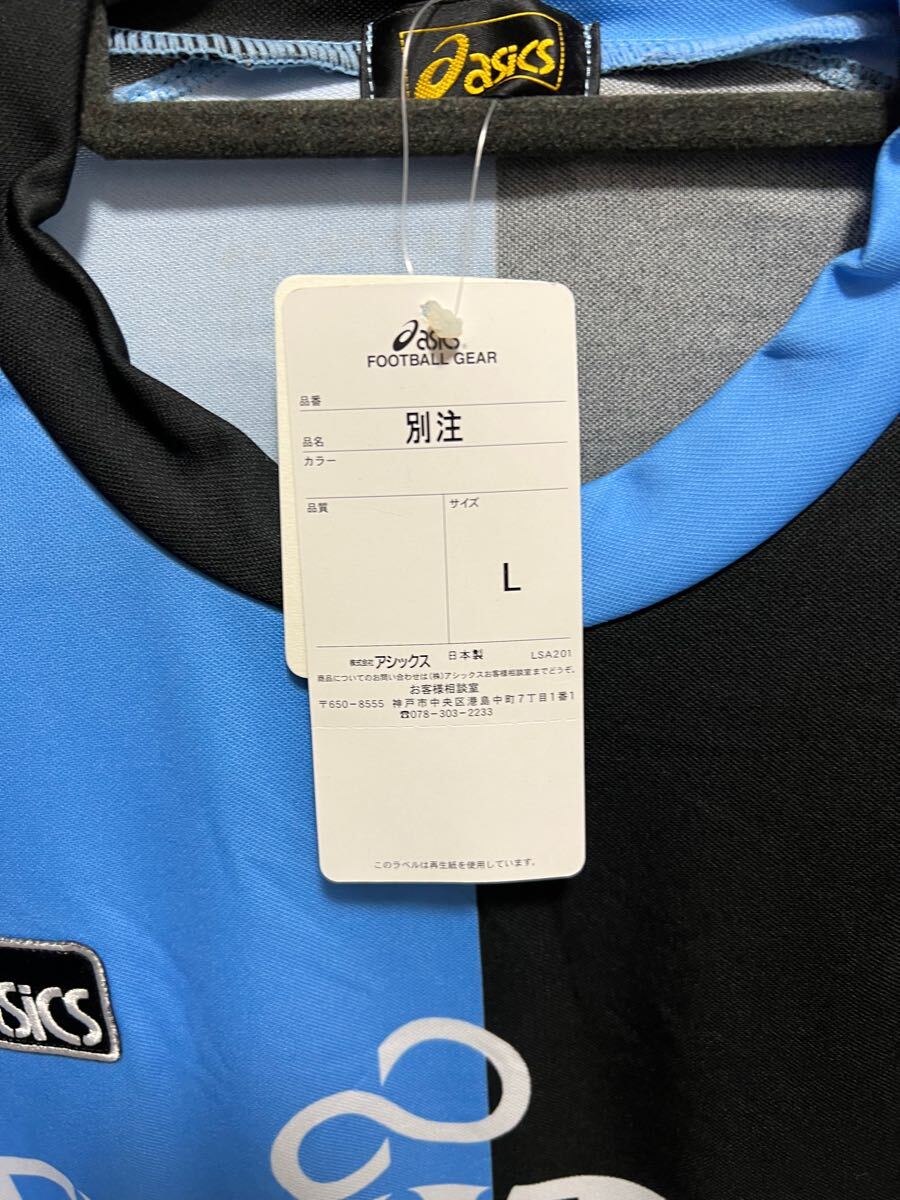 asics
asics
FOOTBALL GEAR
品番
品名 別注
カラー
品質
サイズ
L
株式会社 アシックス 日本製 LSA201
商品についてのお問い合わせは(株)アシックスお客様相談室までどうぞ。
お客様相談室
〒650-8555 神戸市中央区港島中町7丁目1番1
☎078-303-2233
このラベルは再生紙を使用しています。
sics